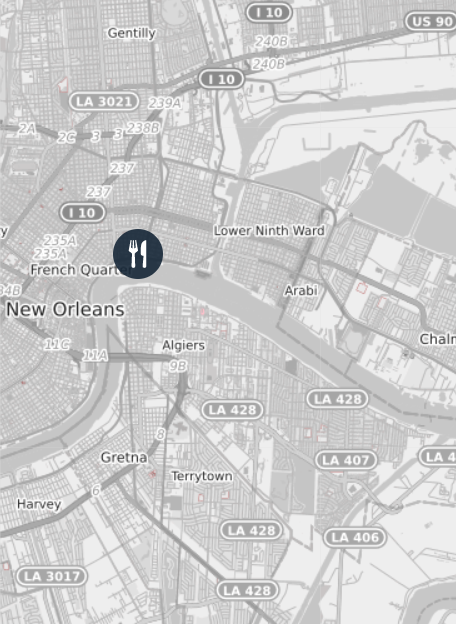 I 10
US 90
Gentilly
240B
240B
I 10
LA 3021
239A
2A
2C
3
3
238B
237
237
I 10
Lower Ninth Ward
235A
235A
French Quart
Arabi
New Orleans
Chalm
11C
11A
Algiers
9B
LA 428
LA 428
8
Gretna
LA 407
LA 4
Terrytown
6
Harvey
LA 428
LA 406
LA 3017
LA 428